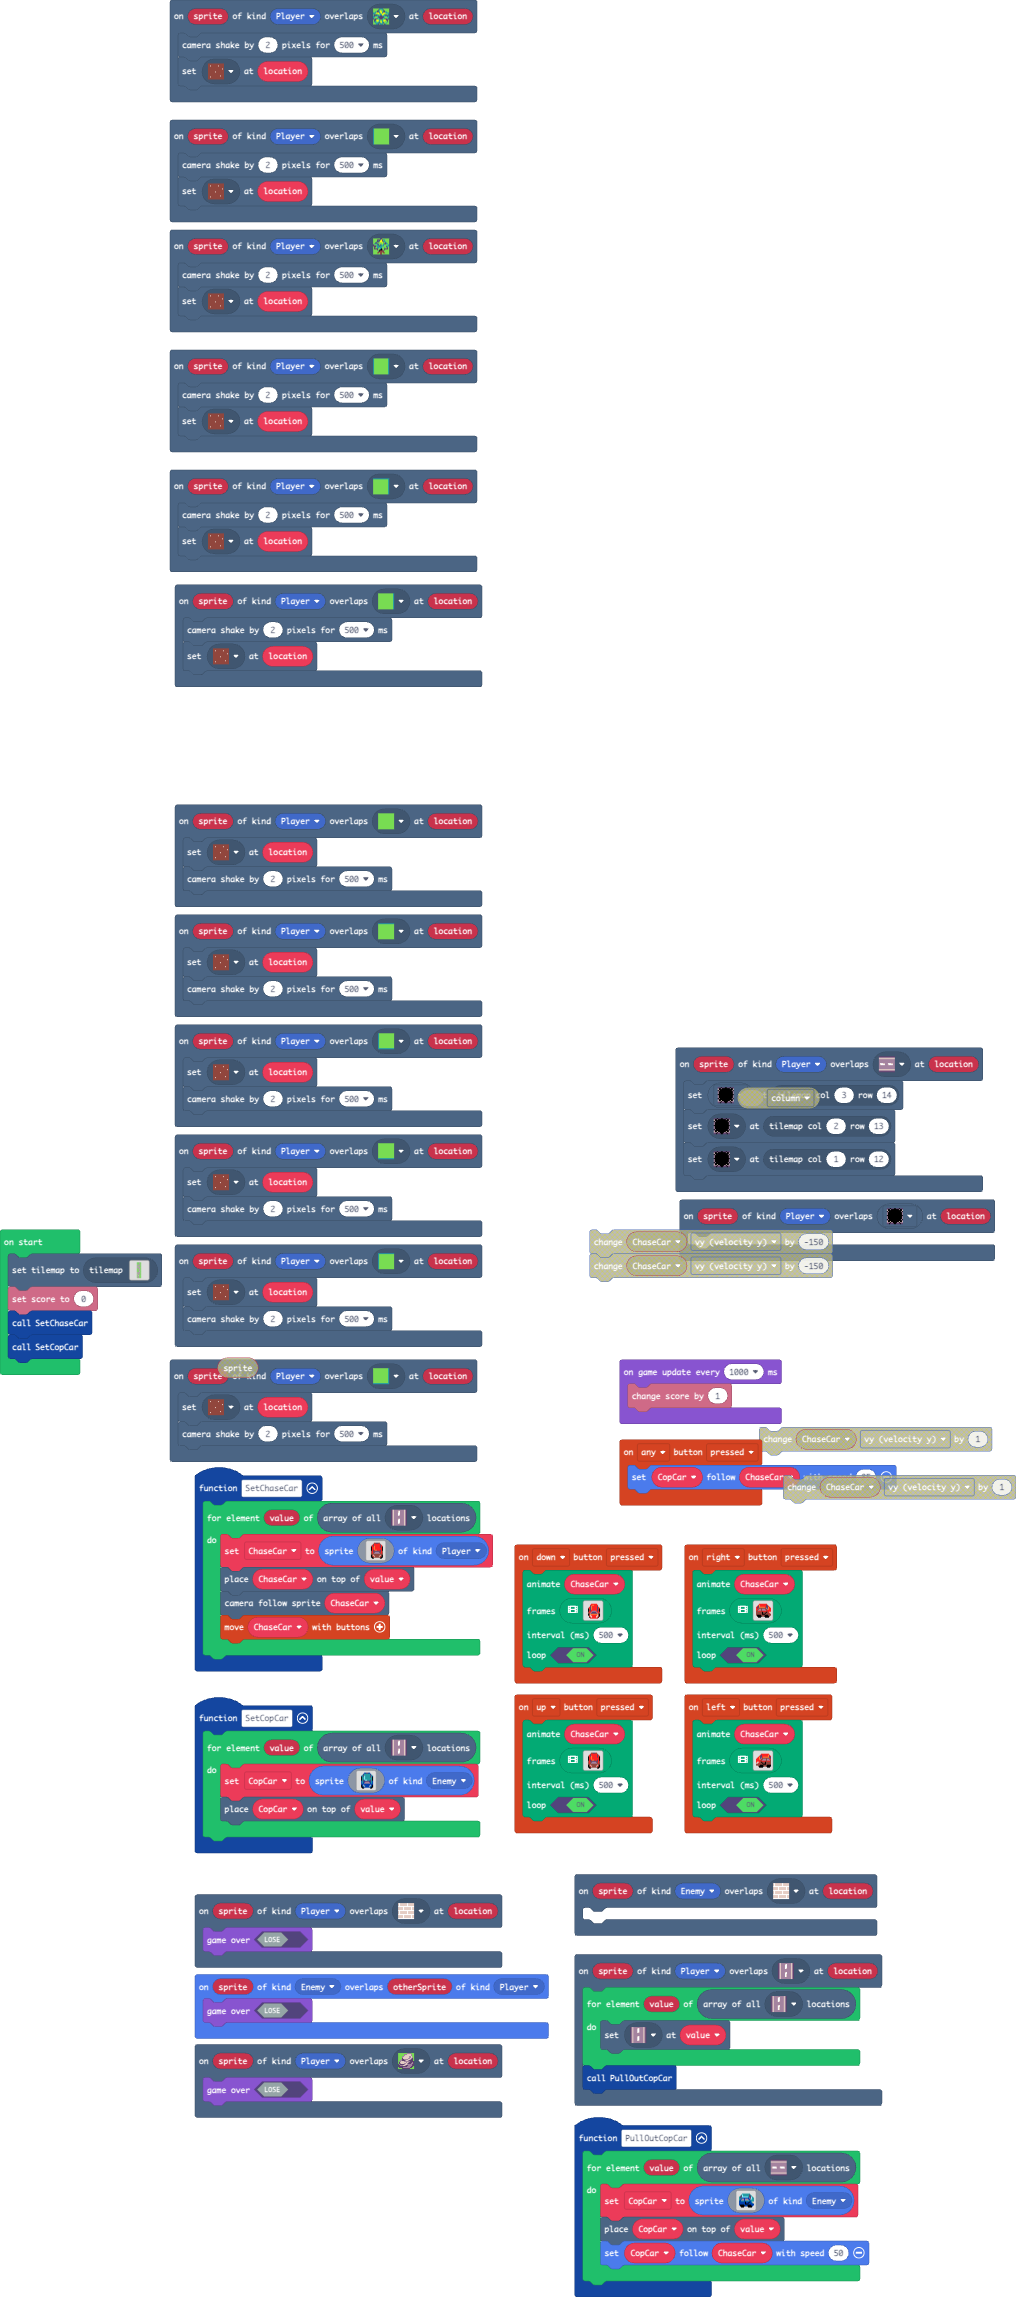 on sprite of kind Player overlaps at location
camera shake by 2 pixels for 500 ms
set at location
on sprite of kind Player overlaps at location
camera shake by 2 pixels for 500 ms
set at location
on sprite of kind Player overlaps at location
camera shake by 2 pixels for 500 ms
set at location
on sprite of kind Player overlaps at location
camera shake by 2 pixels for 500 ms
set at location
on sprite of kind Player overlaps at location
camera shake by 2 pixels for 500 ms
set at location
on sprite of kind Player overlaps at location
camera shake by 2 pixels for 500 ms
set at location
on sprite of kind Player overlaps at location
set at location
camera shake by 2 pixels for 500 ms
on sprite of kind Player overlaps at location
set at location
camera shake by 2 pixels for 500 ms
on sprite of kind Player overlaps at location
set at location
camera shake by 2 pixels for 500 ms
on sprite of kind Player overlaps at location
set at location
camera shake by 2 pixels for 500 ms
on sprite of kind Player overlaps at location
set at location
camera shake by 2 pixels for 500 ms
sprite
on kind Player overlaps at location
set at location
camera shake by 2 pixels for 500 ms
on start
set tilemap to tilemap
set score to 0
call SetChaseCar
call SetCopCar
on sprite of kind Player overlaps at location
set column 3 row 14
set at tilemap col 2 row 13
set at tilemap col 1 row 12
on sprite of kind Player overlaps at location
change ChaseCar vy (velocity y) by -150
change ChaseCar vy (velocity y) by -150
on game update every 1000 ms
change score by 1
change ChaseCar vy (velocity y) by 1
on any button pressed
set CopCar follow ChaseCar
change ChaseCar vy (velocity y) by 1
function SetChaseCar
for element value of array of all locations
do
set ChaseCar to sprite of kind Player
place ChaseCar on top of value
camera follow sprite ChaseCar
move ChaseCar with buttons
on down button pressed
animate ChaseCar
frames
interval (ms) 500
loop ON
on right button pressed
animate ChaseCar
frames
interval (ms) 500
loop ON
function SetCopCar
for element value of array of all locations
do
set CopCar to sprite of kind Enemy
place CopCar on top of value
on up button pressed
animate ChaseCar
frames
interval (ms) 500
loop ON
on left button pressed
animate ChaseCar
frames
interval (ms) 500
loop ON
on sprite of kind Player overlaps at location
game over LOSE
on sprite of kind Enemy overlaps otherSprite of kind Player
game over LOSE
on sprite of kind Player overlaps at location
game over LOSE
on sprite of kind Enemy overlaps at location
on sprite of kind Player overlaps at location
for element value of array of all locations
do
set at value
call PullOutCopCar
function PullOutCopCar
for element value of array of all locations
do
set CopCar to sprite of kind Enemy
place CopCar on top of value
set CopCar follow ChaseCar with speed 50